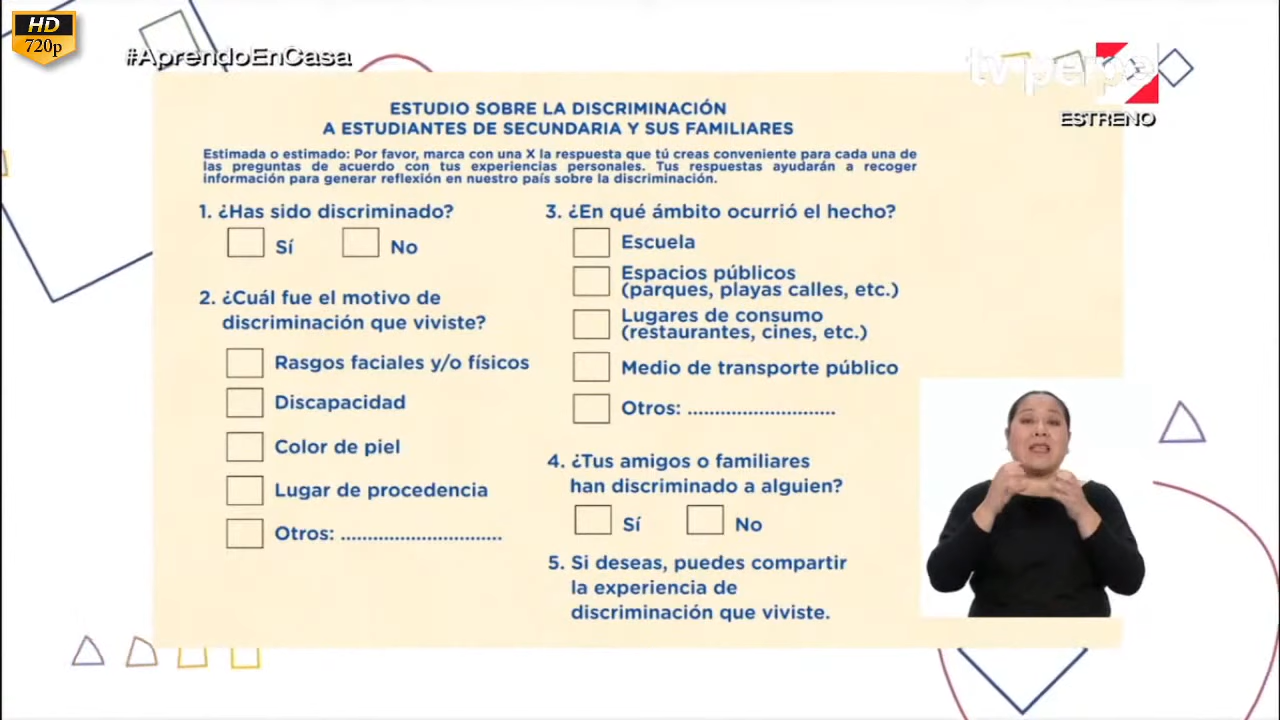 HD
720p
#AprendoEnCasa
tv perú
ESTRENO
ESTUDIO SOBRE LA DISCRIMINACIÓN
A ESTUDIANTES DE SECUNDARIA Y SUS FAMILIARES
Estimada o estimado: Por favor, marca con una X la respuesta que tú creas conveniente para cada una de
las preguntas de acuerdo con tus experiencias personales. Tus respuestas ayudarán a recoger
información para generar reflexión en nuestro país sobre la discriminación.
1. ¿Has sido discriminado?
Sí No
2. ¿Cuál fue el motivo de
discriminación que viviste?
Rasgos faciales y/o físicos
Discapacidad
Color de piel
Lugar de procedencia
Otros: ............................
3. ¿En qué ámbito ocurrió el hecho?
Escuela
Espacios públicos
(parques, playas calles, etc.)
Lugares de consumo
(restaurantes, cines, etc.)
Medio de transporte público
Otros: ..........................
4. ¿Tus amigos o familiares
han discriminado a alguien?
Sí No
5. Si deseas, puedes compartir
la experiencia de
discriminación que viviste.